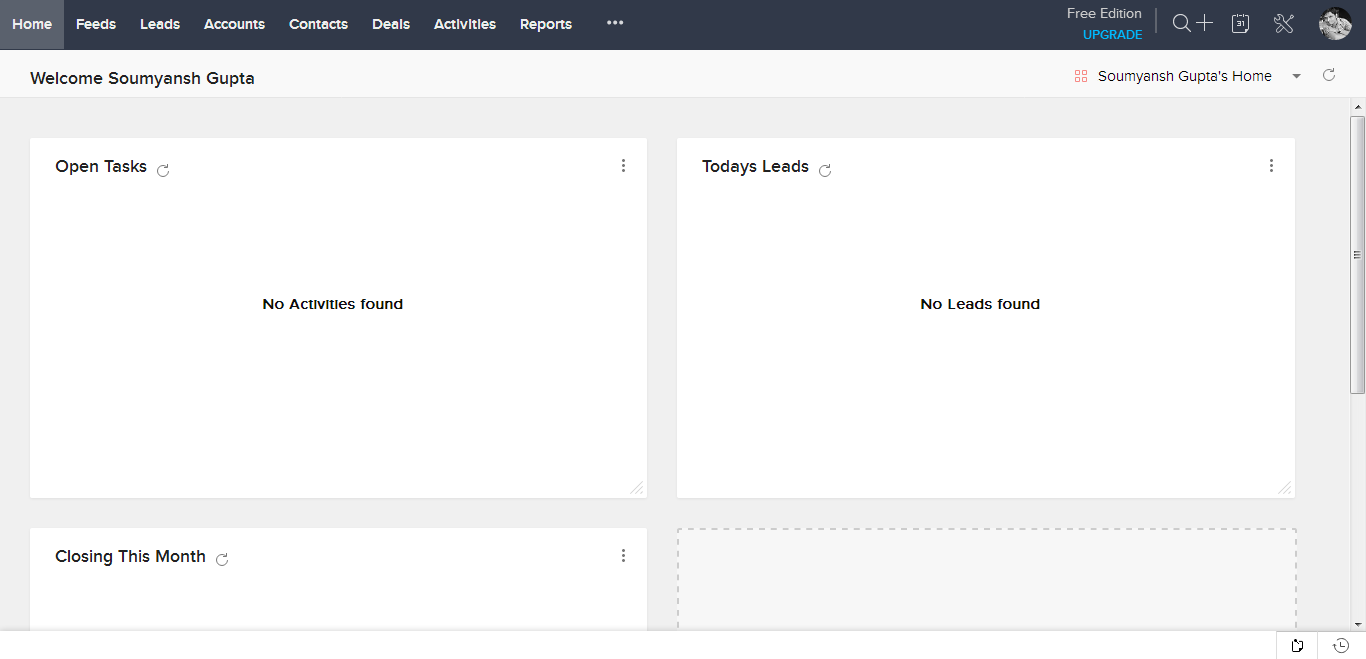 Home Feeds Leads Accounts Contacts Deals Activities Reports •••
Free Edition
UPGRADE
31
Welcome Soumyansh Gupta
Soumyansh Gupta's Home
Open Tasks
Todays Leads
No Activities found
No Leads found
Closing This Month